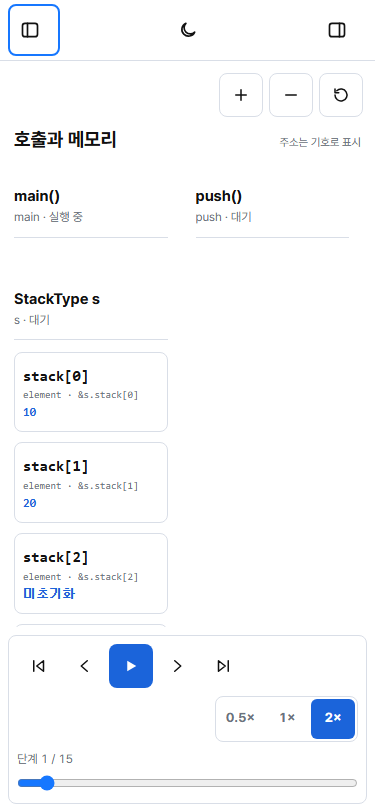 호출과 메모리
주소는 기호로 표시
main()
main · 실행 중
push()
push · 대기
StackType s
s · 대기
stack[0]
element · &s.stack[0]
10
stack[1]
element · &s.stack[1]
20
stack[2]
element · &s.stack[2]
미초기화
0.5×
1×
2×
단계 1 / 15